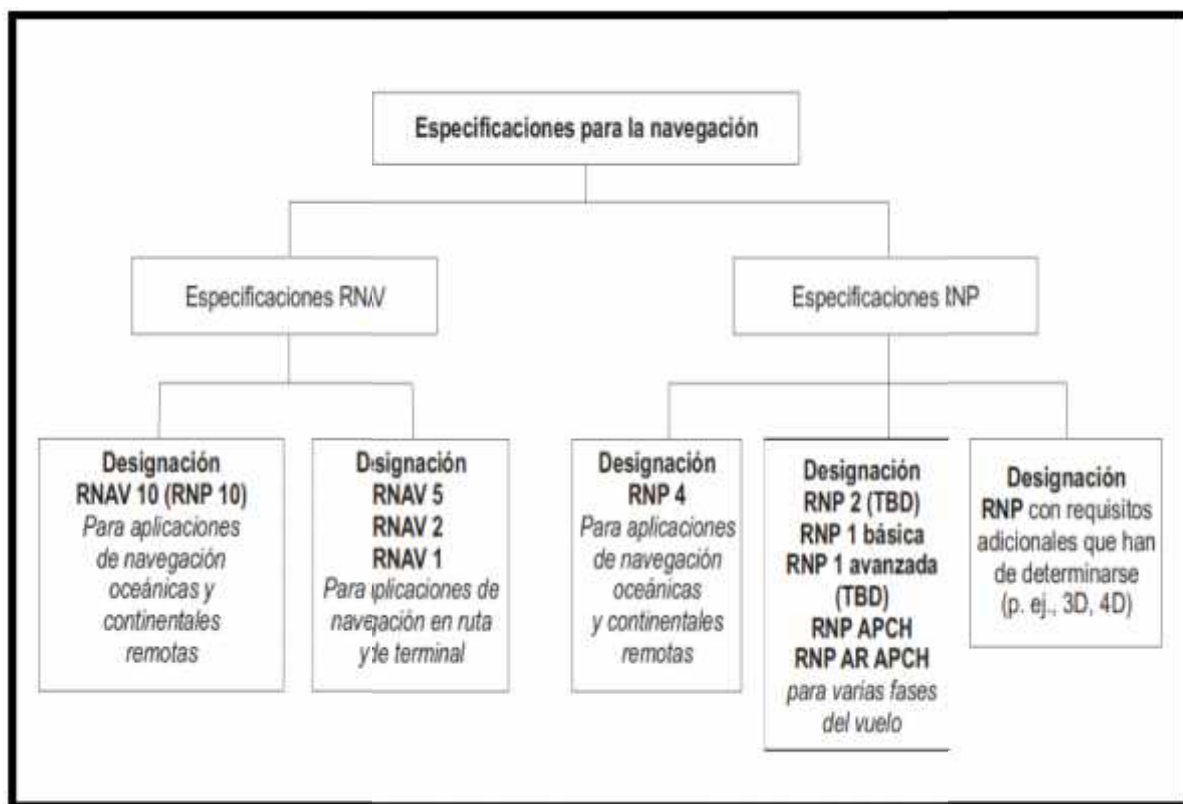 Especificaciones para la navegación
Especificaciones RNAV
Especificaciones RNP
Designación
RNAV 10 (RNP 10)
Para aplicaciones
de navegación
oceánicas y
continentales
remotas
Designación
RNAV 5
RNAV 2
RNAV 1
Para aplicaciones de
navegación en ruta
y de terminal
Designación
RNP 4
Para aplicaciones
de navegación
oceánicas
y continentales
remotas
Designación
RNP 2 (TBD)
RNP 1 básica
RNP 1 avanzada
(TBD)
RNP APCH
RNP AR APCH
para varias fases
del vuelo
Designación
RNP con requisitos
adicionales que han
de determinarse
(p. ej., 3D, 4D)